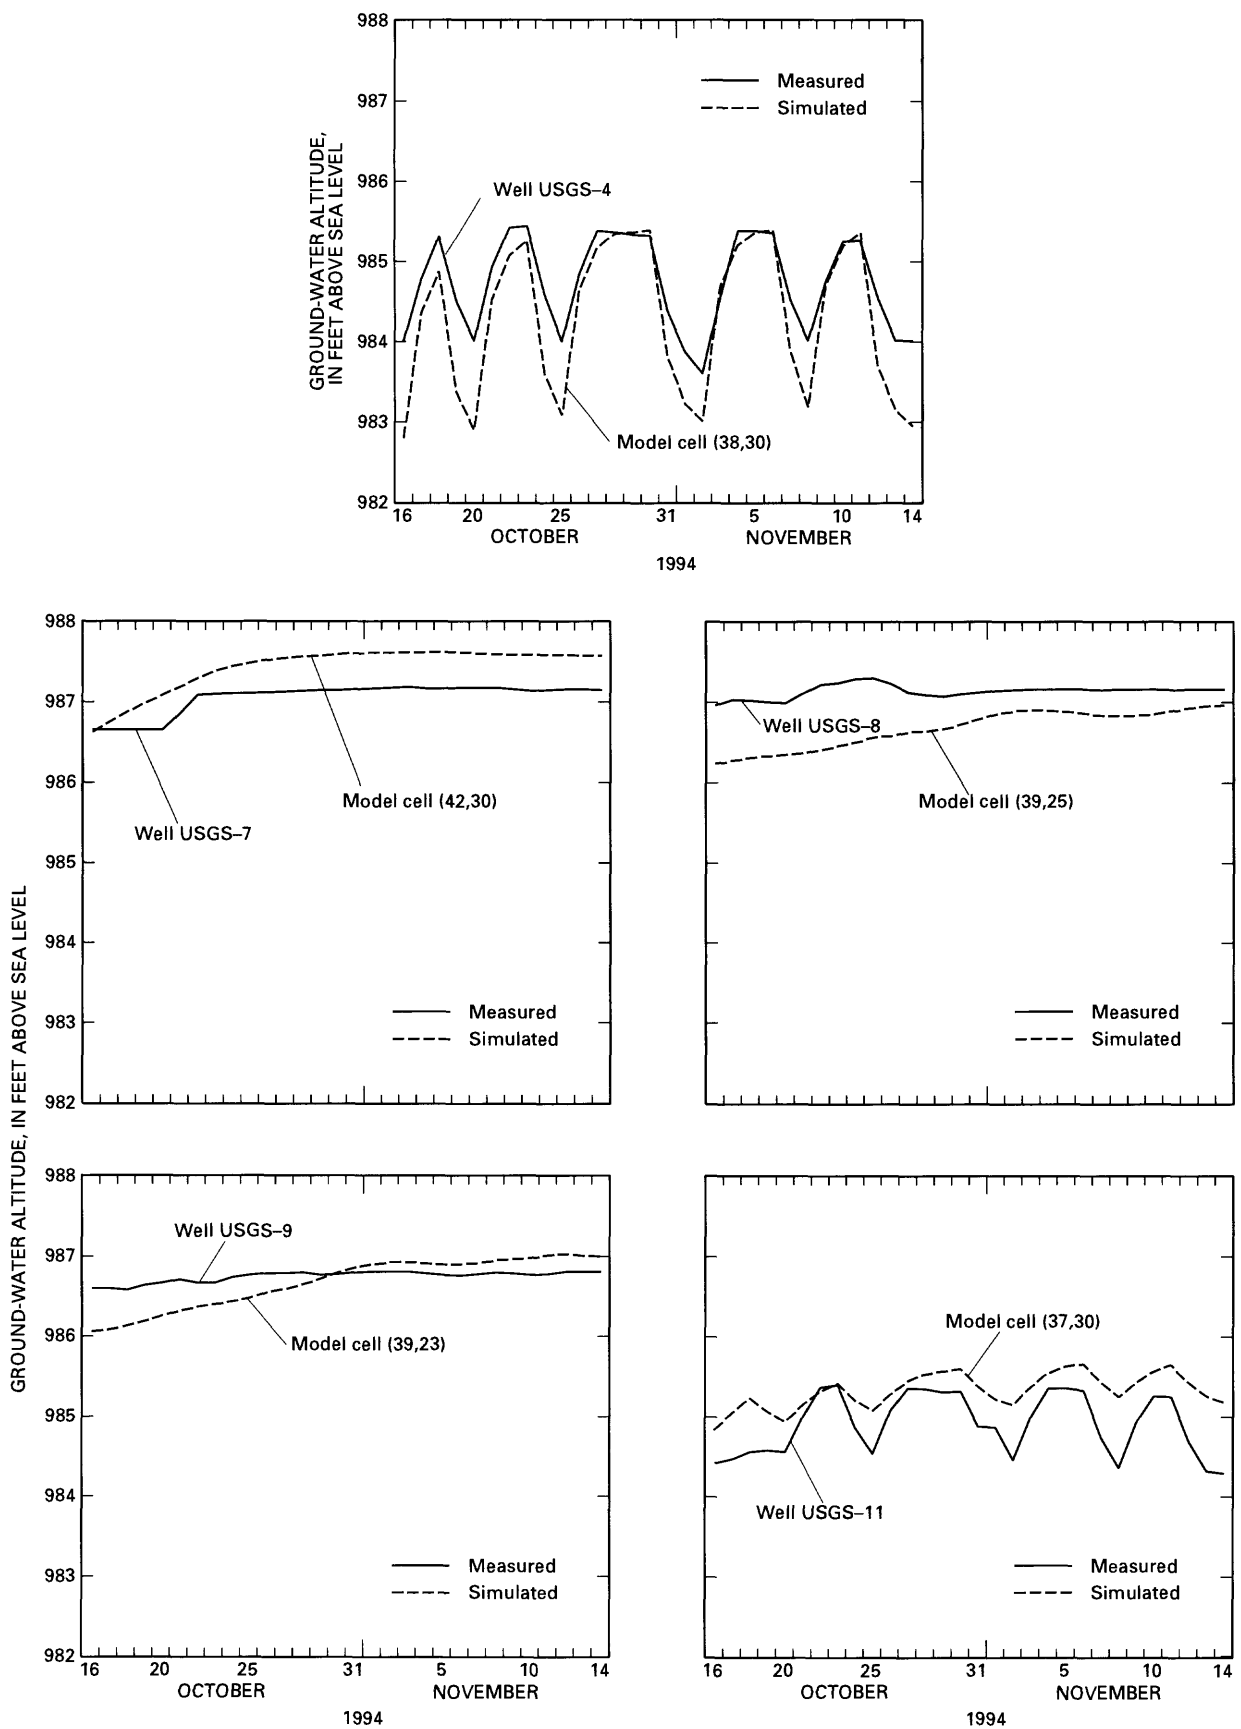 988
987
986
985
984
983
982
GROUND-WATER ALTITUDE,
IN FEET ABOVE SEA LEVEL
Measured
Simulated
Well USGS–4
Model cell (38,30)
16 20 25 31 5 10 14
OCTOBER NOVEMBER
1994
GROUND-WATER ALTITUDE, IN FEET ABOVE SEA LEVEL
988
987
986
985
984
983
982
Model cell (42,30)
Well USGS–7
Measured
Simulated
Well USGS–8
Model cell (39,25)
Measured
Simulated
988
987
986
985
984
983
982
Well USGS–9
Model cell (39,23)
Measured
Simulated
16 20 25 31 5 10 14
OCTOBER NOVEMBER
1994
Model cell (37,30)
Well USGS–11
Measured
Simulated
16 20 25 31 5 10 14
OCTOBER NOVEMBER
1994